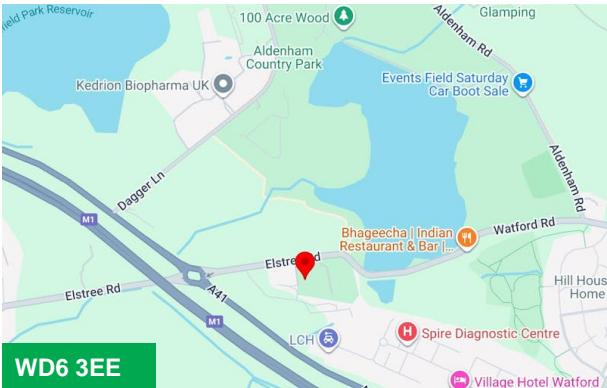 100 Acre Wood
Glamping
field Park Reservoir
Aldenham Rd
Aldenham
Country Park
Events Field Saturday
Car Boot Sale
Kedrion Biopharma UK
Aldenham Rd
Dagger Ln
M1
Watford Rd
Bhageecha | Indian
Restaurant & Bar |...
Elstree Rd
Elstree Rd
A41
Hill Hous
Home
M1
LCH
Spire Diagnostic Centre
WD6 3EE
Village Hotel Watford